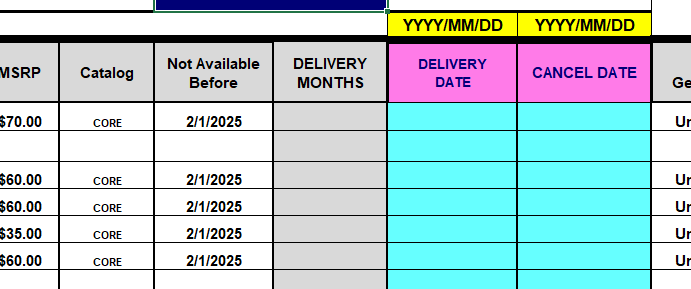 YYYY/MM/DD YYYY/MM/DD
MSRP Catalog Not Available Before DELIVERY MONTHS DELIVERY DATE CANCEL DATE Ge
$70.00 CORE 2/1/2025 Ur
$60.00 CORE 2/1/2025 Ur
$60.00 CORE 2/1/2025 Ur
$35.00 CORE 2/1/2025 Ur
$60.00 CORE 2/1/2025 Ur